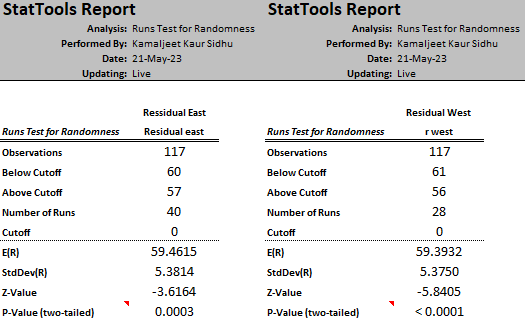 StatTools Report
Analysis: Runs Test for Randomness
Performed By: Kamaljeet Kaur Sidhu
Date: 21-May-23
Updating: Live
Ressidual East
Runs Test for Randomness Residual east
Observations 117
Below Cutoff 60
Above Cutoff 57
Number of Runs 40
Cutoff 0
E(R) 59.4615
StdDev(R) 5.3814
Z-Value -3.6164
P-Value (two-tailed) 0.0003
StatTools Report
Analysis: Runs Test for Randomness
Performed By: Kamaljeet Kaur Sidhu
Date: 21-May-23
Updating: Live
Residual West
Runs Test for Randomness r west
Observations 117
Below Cutoff 61
Above Cutoff 56
Number of Runs 28
Cutoff 0
E(R) 59.3932
StdDev(R) 5.3750
Z-Value -5.8405
P-Value (two-tailed) < 0.0001